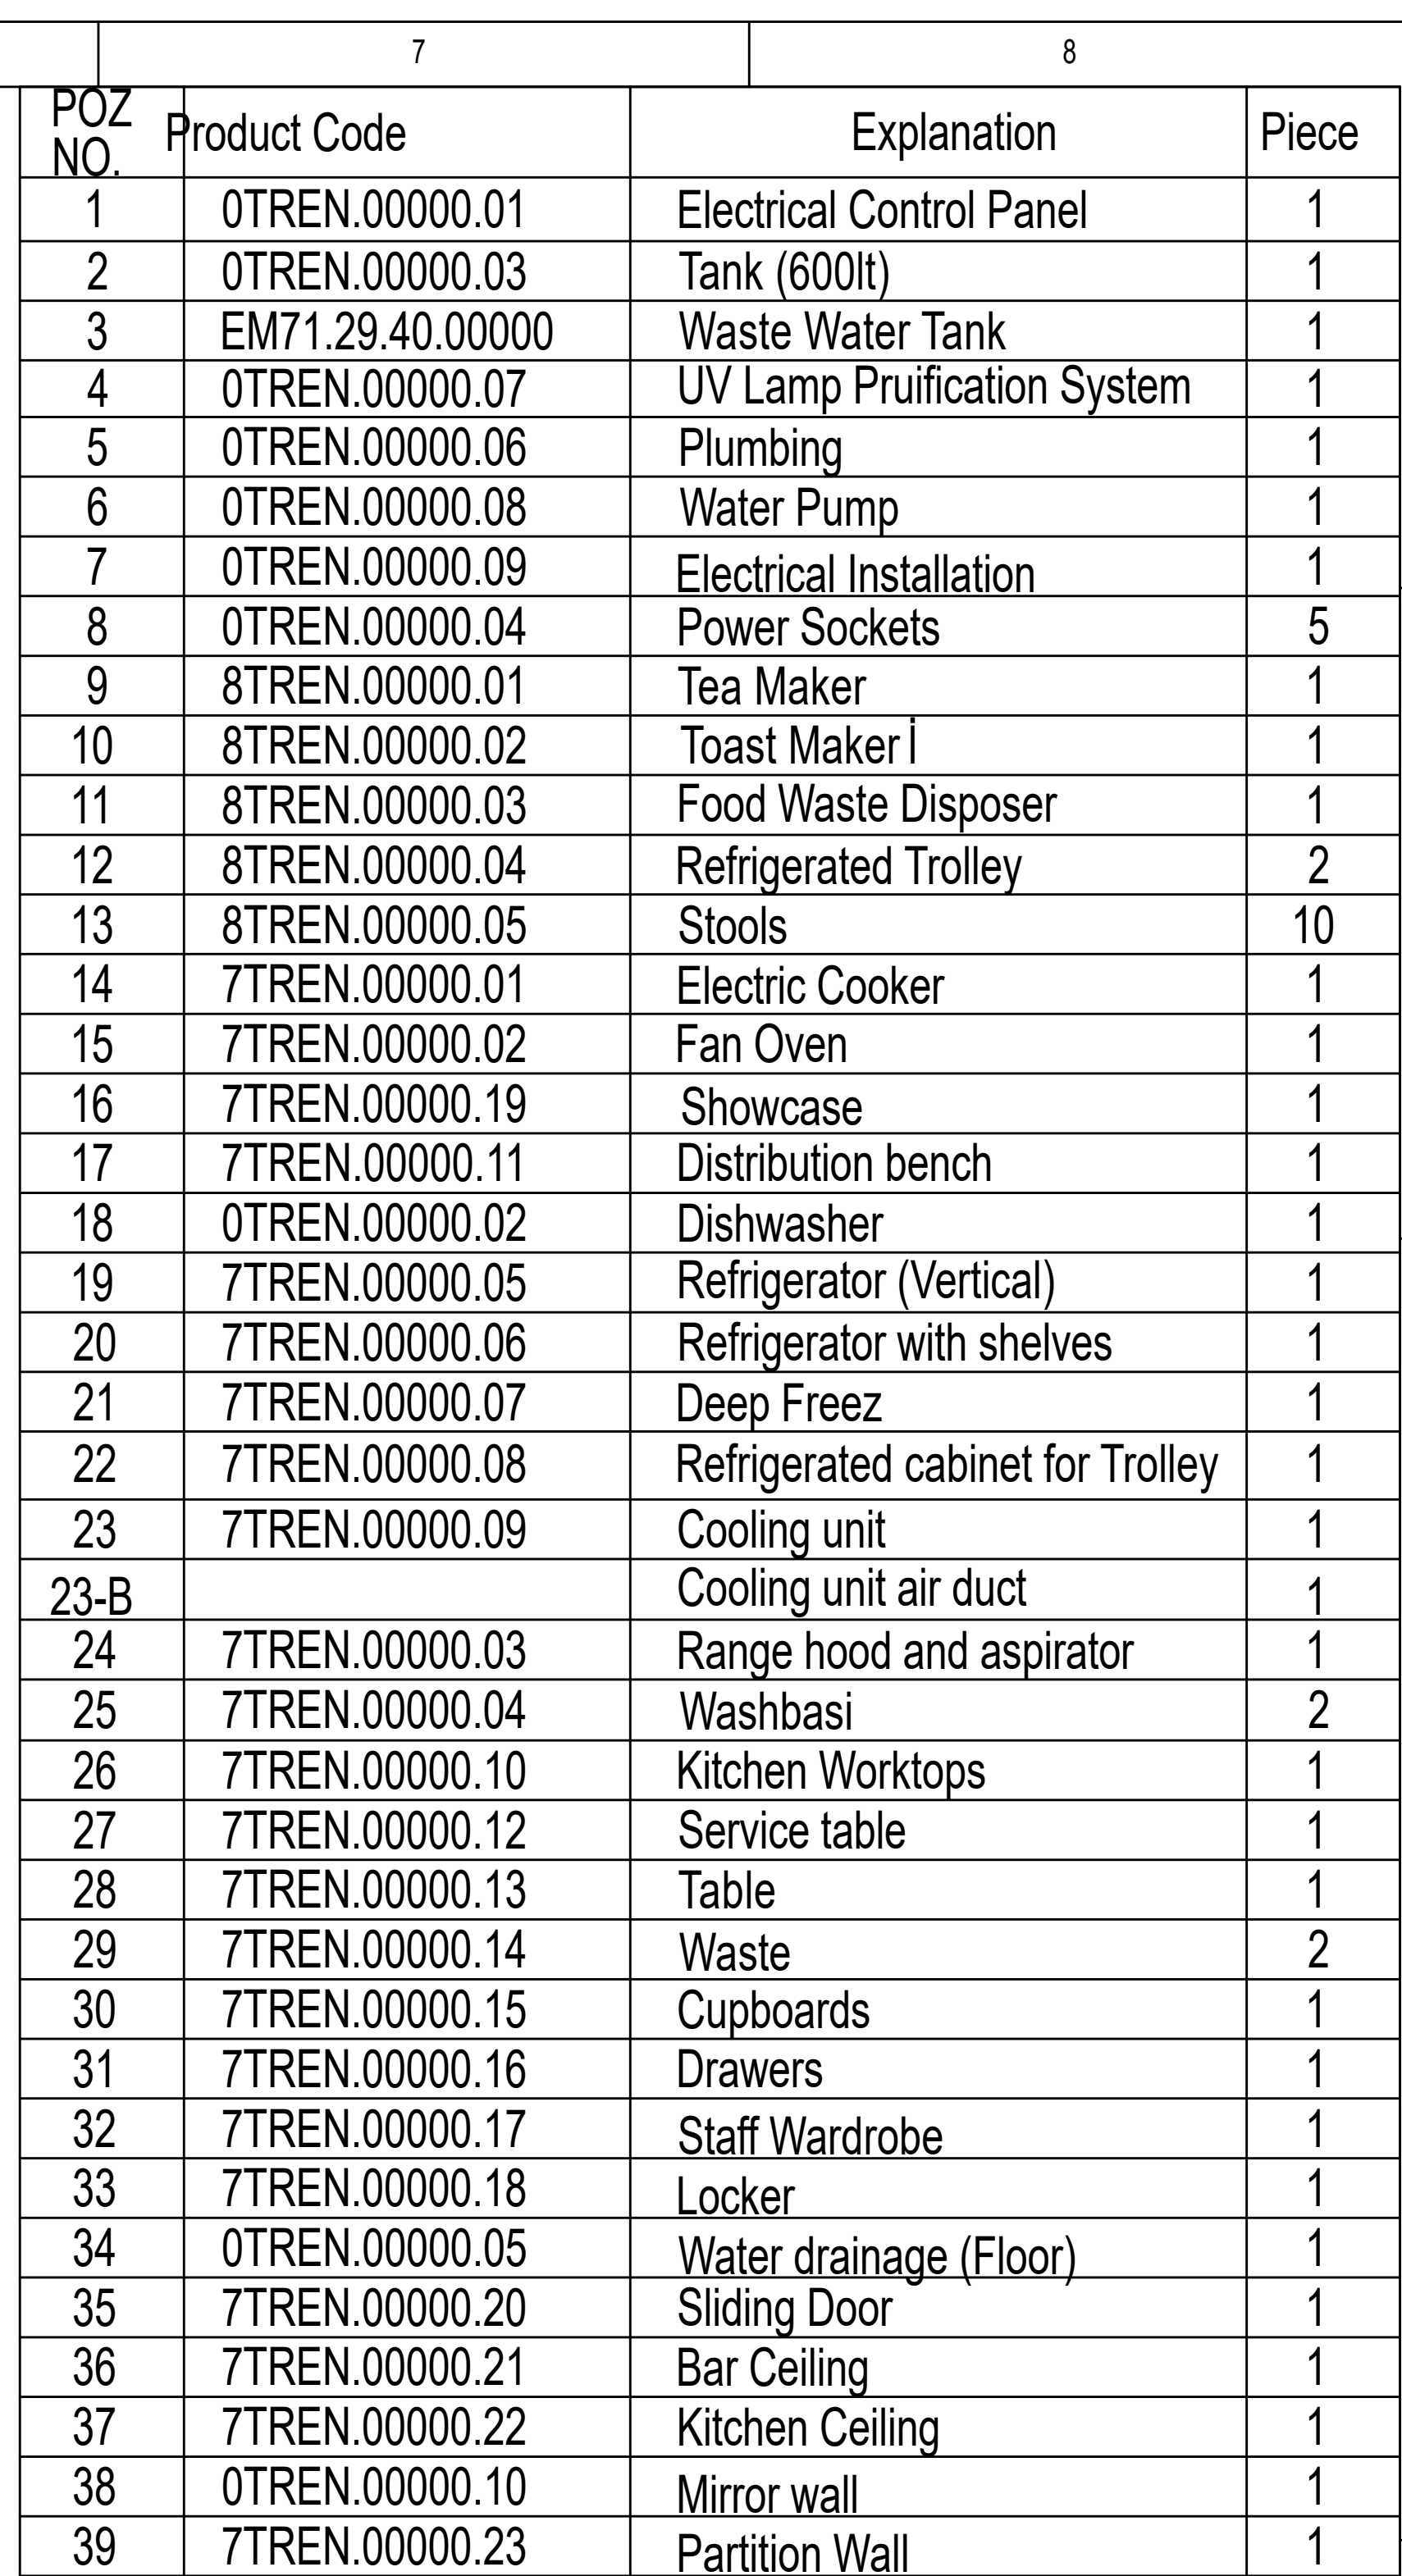 7 8
POZ NO. Product Code Explanation Piece
1 0TREN.00000.01 Electrical Control Panel 1
2 0TREN.00000.03 Tank (600lt) 1
3 EM71.29.40.00000 Waste Water Tank 1
4 0TREN.00000.07 UV Lamp Pruification System 1
5 0TREN.00000.06 Plumbing 1
6 0TREN.00000.08 Water Pump 1
7 0TREN.00000.09 Electrical Installation 1
8 0TREN.00000.04 Power Sockets 5
9 8TREN.00000.01 Tea Maker 1
10 8TREN.00000.02 Toast Maker İ 1
11 8TREN.00000.03 Food Waste Disposer 1
12 8TREN.00000.04 Refrigerated Trolley 2
13 8TREN.00000.05 Stools 10
14 7TREN.00000.01 Electric Cooker 1
15 7TREN.00000.02 Fan Oven 1
16 7TREN.00000.19 Showcase 1
17 7TREN.00000.11 Distribution bench 1
18 0TREN.00000.02 Dishwasher 1
19 7TREN.00000.05 Refrigerator (Vertical) 1
20 7TREN.00000.06 Refrigerator with shelves 1
21 7TREN.00000.07 Deep Freez 1
22 7TREN.00000.08 Refrigerated cabinet for Trolley 1
23 7TREN.00000.09 Cooling unit 1
23-B Cooling unit air duct 1
24 7TREN.00000.03 Range hood and aspirator 1
25 7TREN.00000.04 Washbasi 2
26 7TREN.00000.10 Kitchen Worktops 1
27 7TREN.00000.12 Service table 1
28 7TREN.00000.13 Table 1
29 7TREN.00000.14 Waste 2
30 7TREN.00000.15 Cupboards 1
31 7TREN.00000.16 Drawers 1
32 7TREN.00000.17 Staff Wardrobe 1
33 7TREN.00000.18 Locker 1
34 0TREN.00000.05 Water drainage (Floor) 1
35 7TREN.00000.20 Sliding Door 1
36 7TREN.00000.21 Bar Ceiling 1
37 7TREN.00000.22 Kitchen Ceiling 1
38 0TREN.00000.10 Mirror wall 1
39 7TREN.00000.23 Partition Wall 1